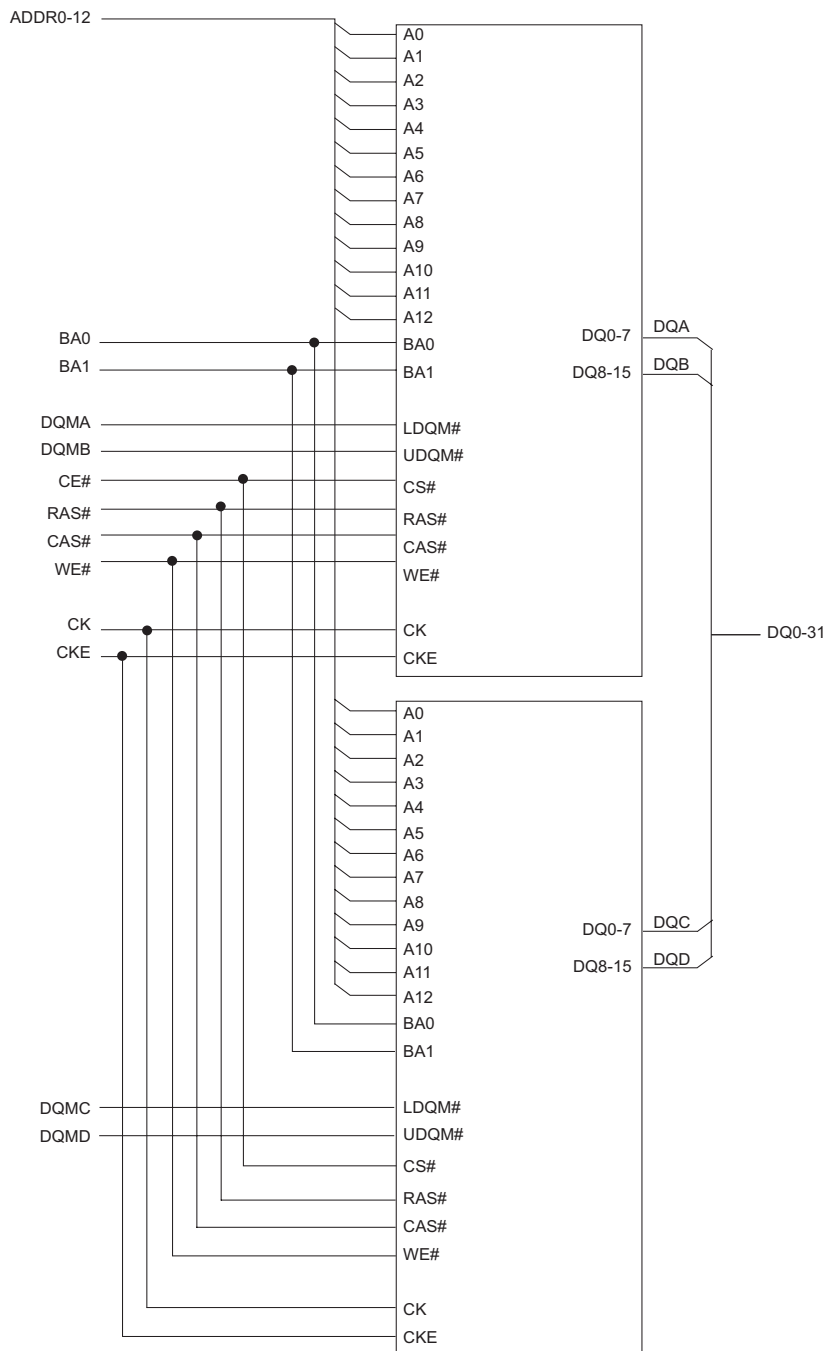 ADDR0-12
A0
A1
A2
A3
A4
A5
A6
A7
A8
A9
A10
A11
A12
BA0
BA0
BA1
BA1
DQ0-7
DQA
DQ8-15
DQB
DQMA
LDQM#
DQMB
UDQM#
CE#
CS#
RAS#
RAS#
CAS#
CAS#
WE#
WE#
CK
CK
CKE
CKE
DQ0-31
A0
A1
A2
A3
A4
A5
A6
A7
A8
A9
A10
A11
A12
DQ0-7
DQC
DQ8-15
DQD
BA0
BA1
DQMC
LDQM#
DQMD
UDQM#
CS#
RAS#
CAS#
WE#
CK
CKE